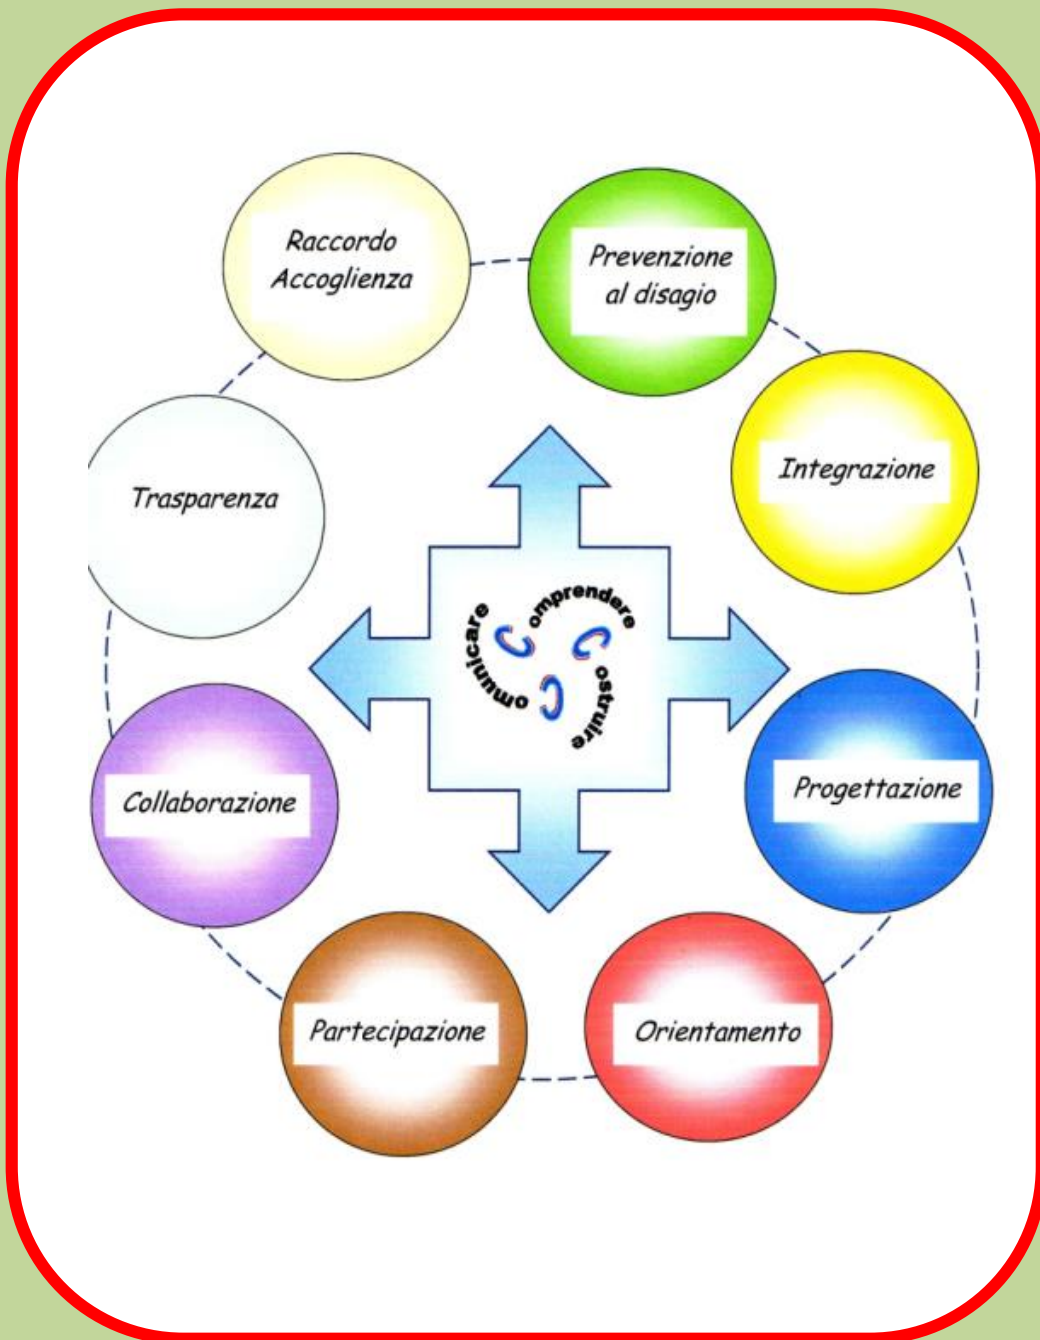 Raccordo
Accoglienza
Prevenzione
al disagio
Integrazione
Trasparenza
Comunicare
Comprendere
Costruire
Progettazione
Collaborazione
Partecipazione
Orientamento